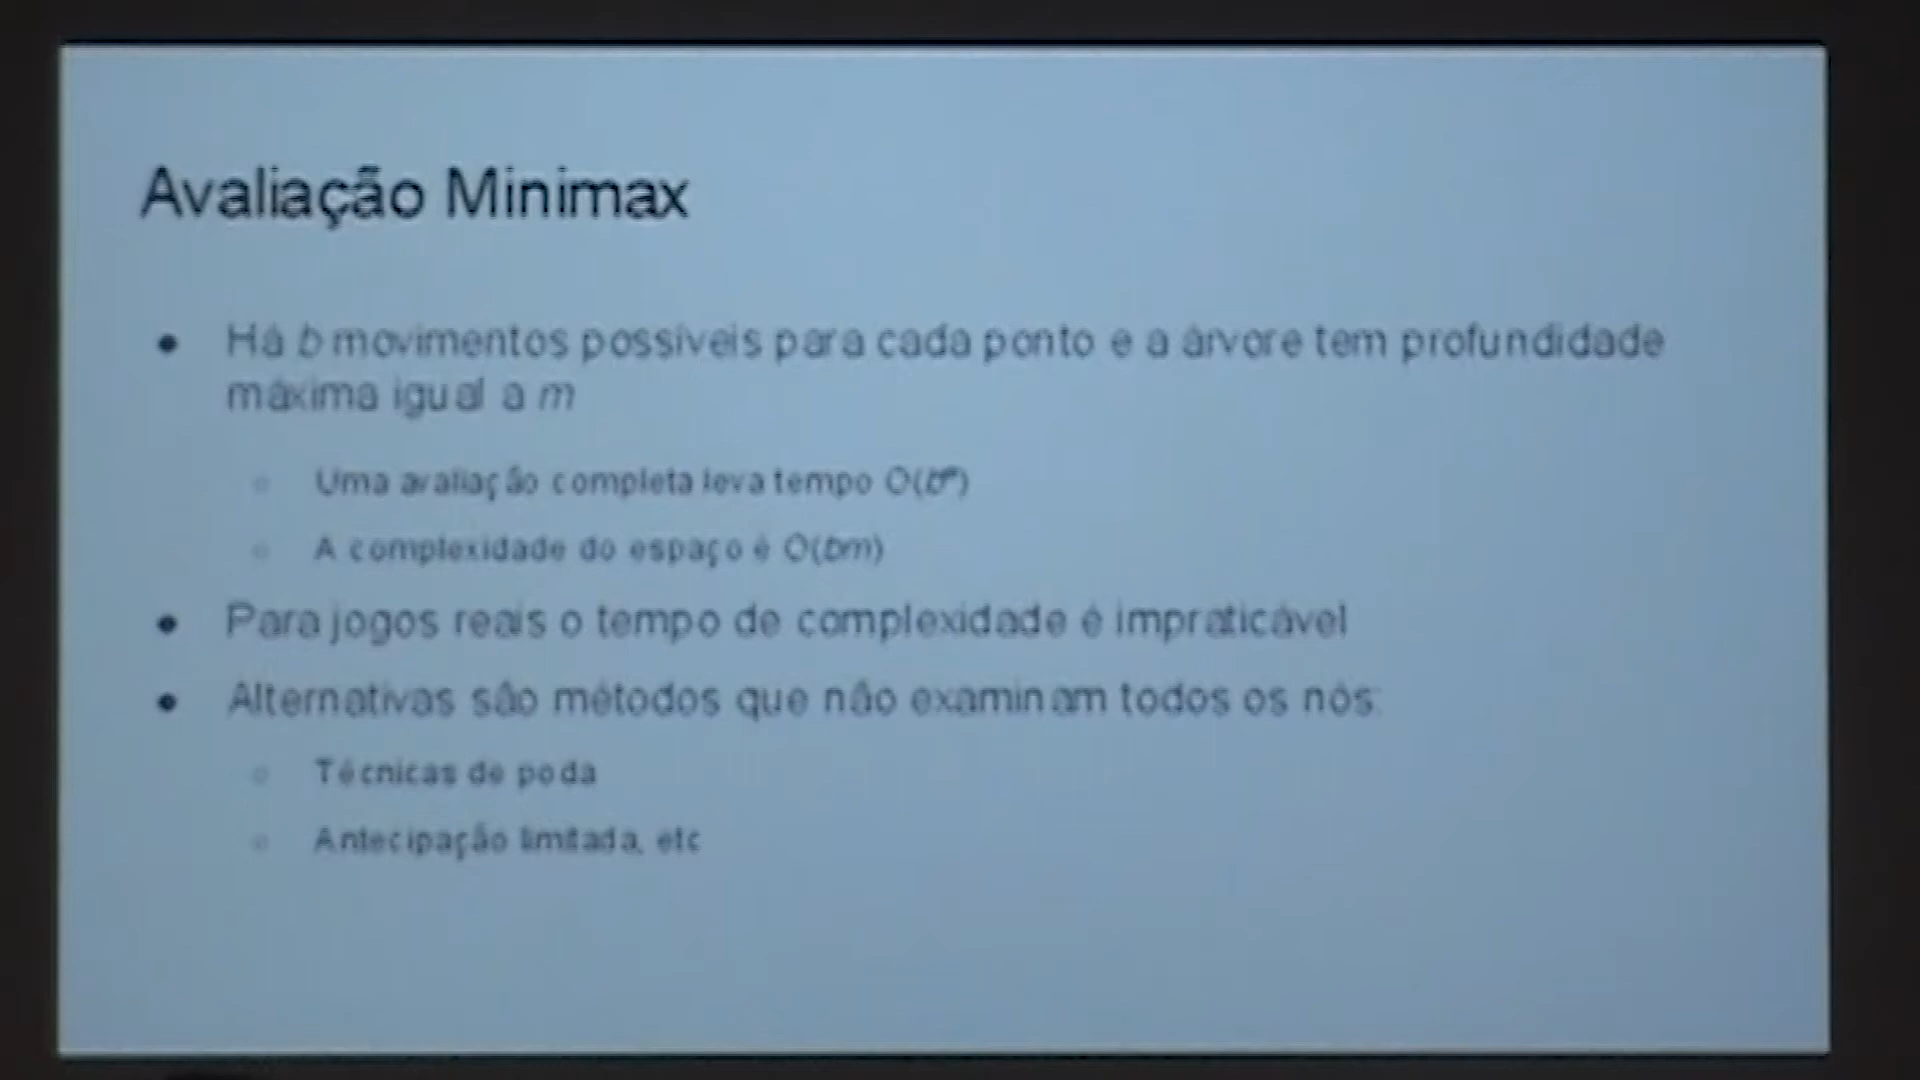 Avaliação Minimax
● Há b movimentos possíveis para cada ponto e a árvore tem profundidade
máxima igual a m
○ Uma avaliação completa leva tempo O(bᵐ)
○ A complexidade do espaço é O(bm)
● Para jogos reais o tempo de complexidade é impraticável
● Alternativas são métodos que não examinam todos os nós:
○ Técnicas de poda
○ Antecipação limitada, etc